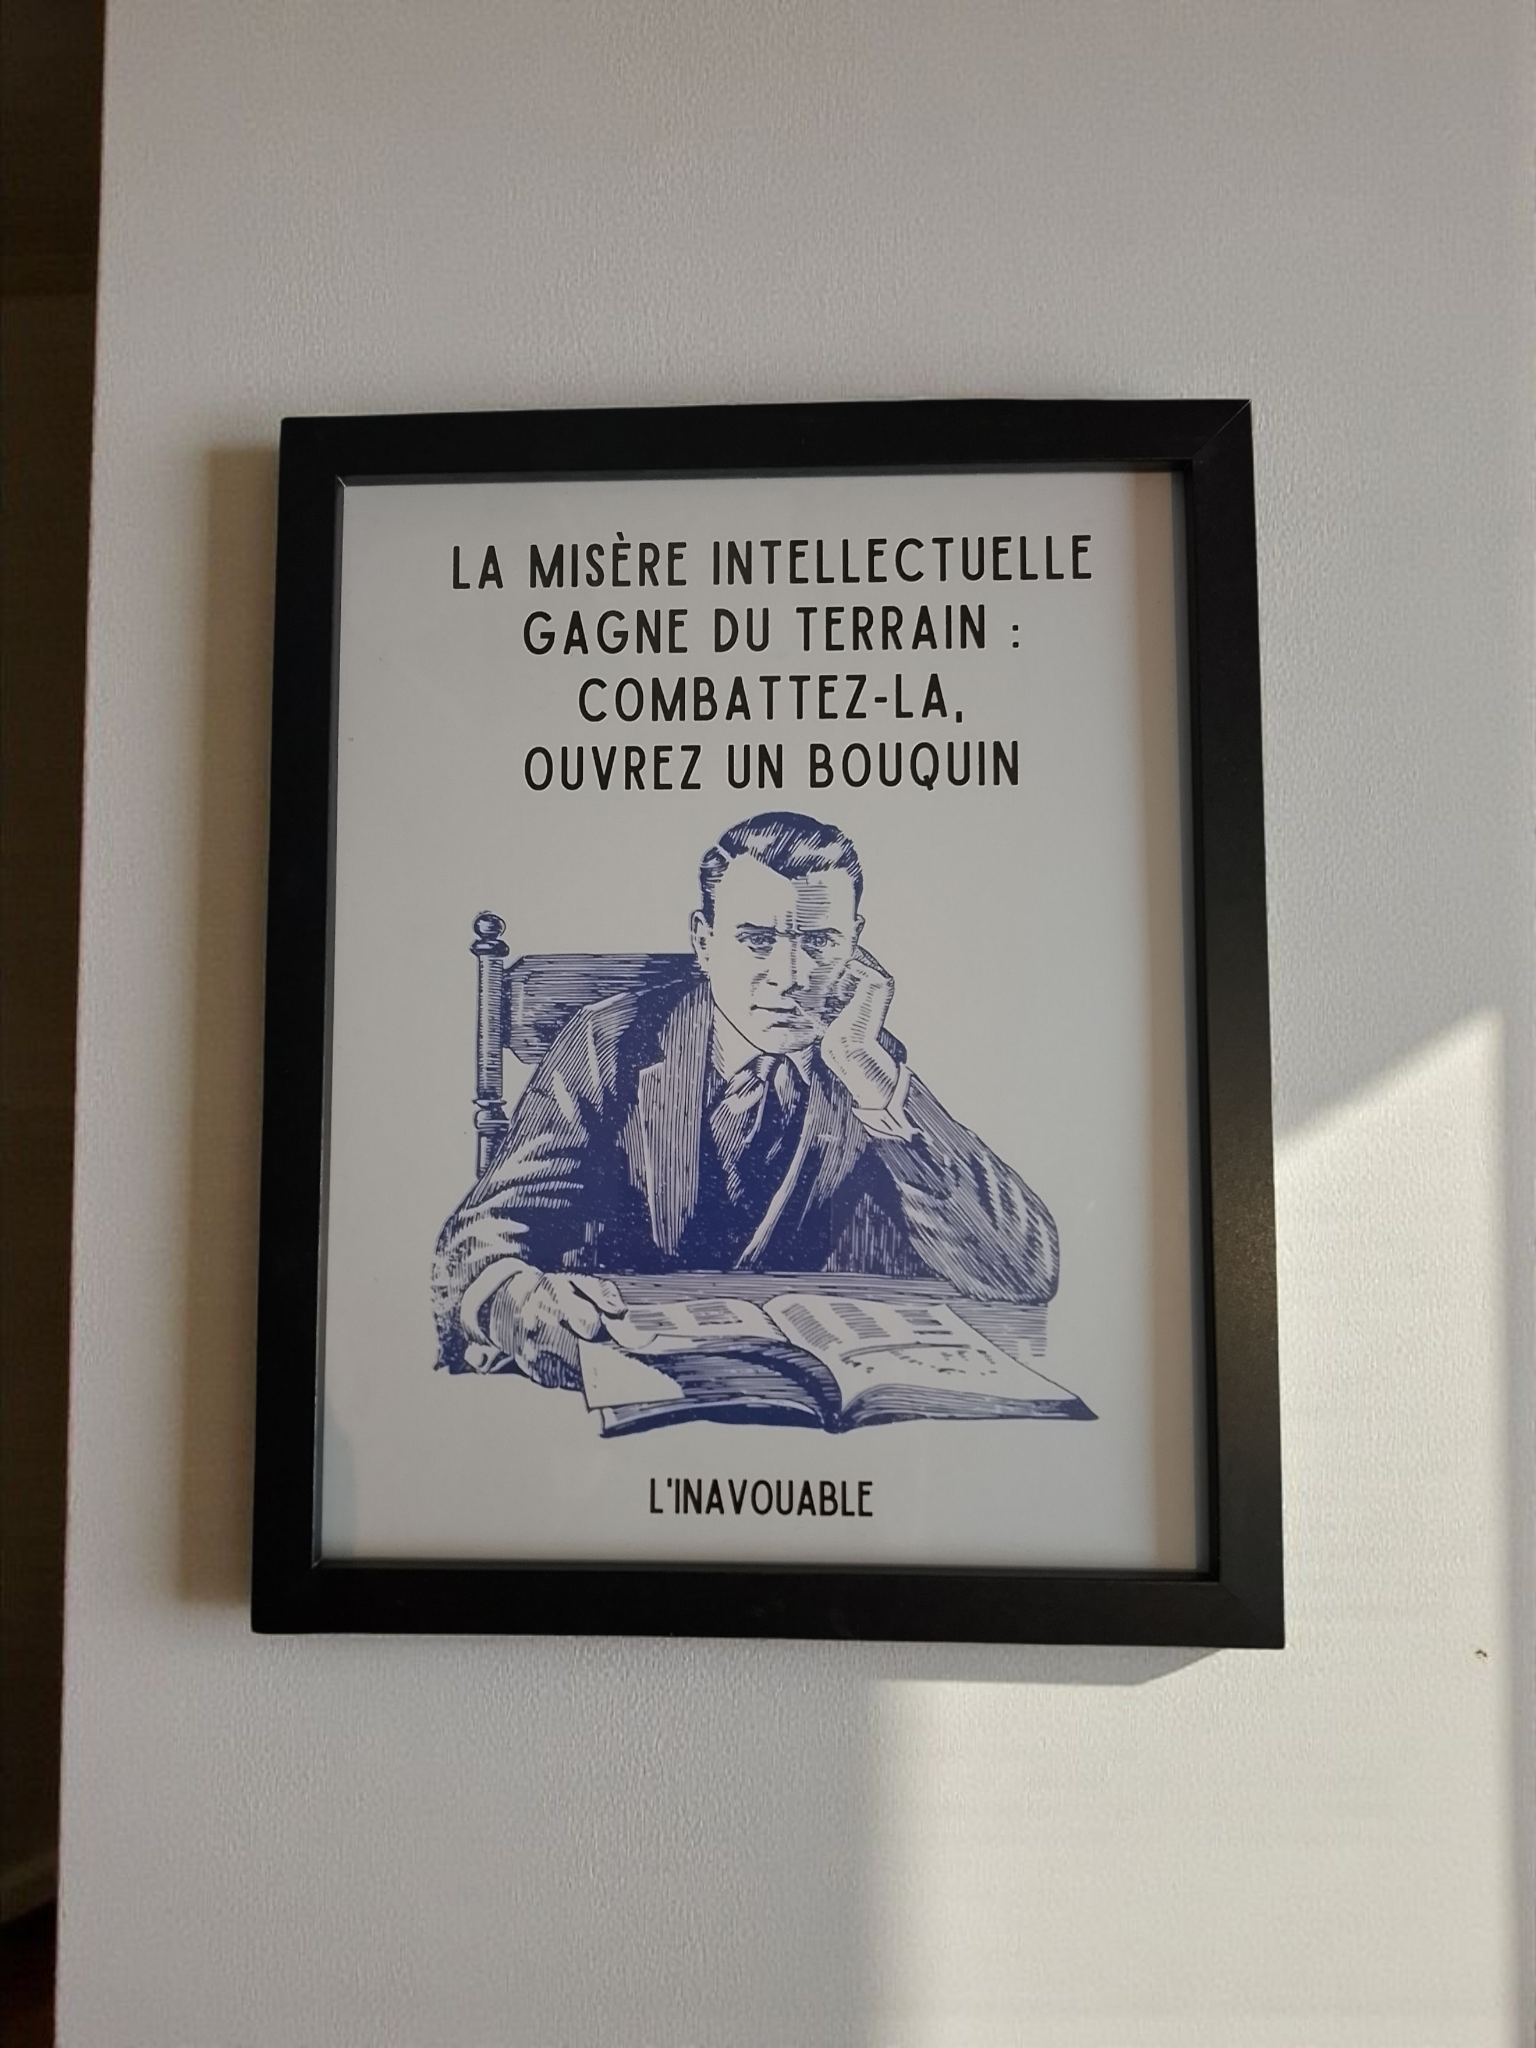 LA MISÈRE INTELLECTUELLE
GAGNE DU TERRAIN :
COMBATTEZ-LA,
OUVREZ UN BOUQUIN
L'INAVOUABLE